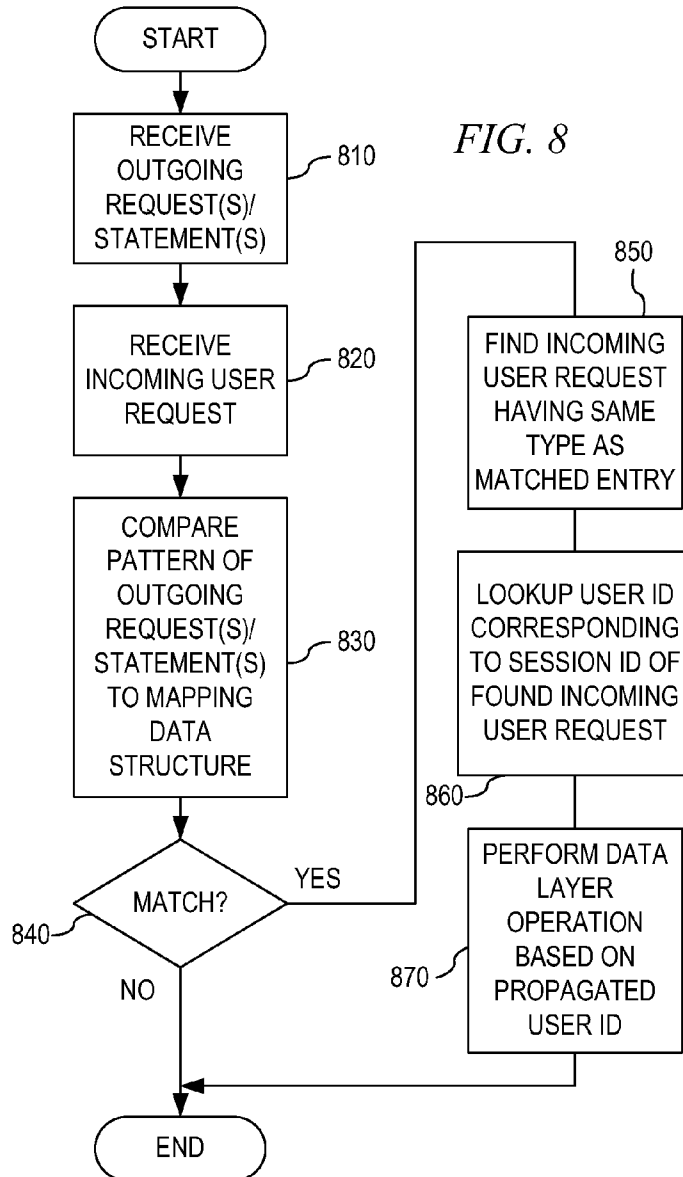 START
FIG. 8
RECEIVE
OUTGOING
REQUEST(S)/
STATEMENT(S)
810
RECEIVE
INCOMING USER
REQUEST
820
COMPARE
PATTERN OF
OUTGOING
REQUEST(S)/
STATEMENT(S)
TO MAPPING
DATA
STRUCTURE
830
MATCH?
840
YES
NO
850
FIND INCOMING
USER REQUEST
HAVING SAME
TYPE AS
MATCHED ENTRY
LOOKUP USER ID
CORRESPONDING
TO SESSION ID OF
FOUND INCOMING
USER REQUEST
860
PERFORM DATA
LAYER
OPERATION
BASED ON
PROPAGATED
USER ID
870
END